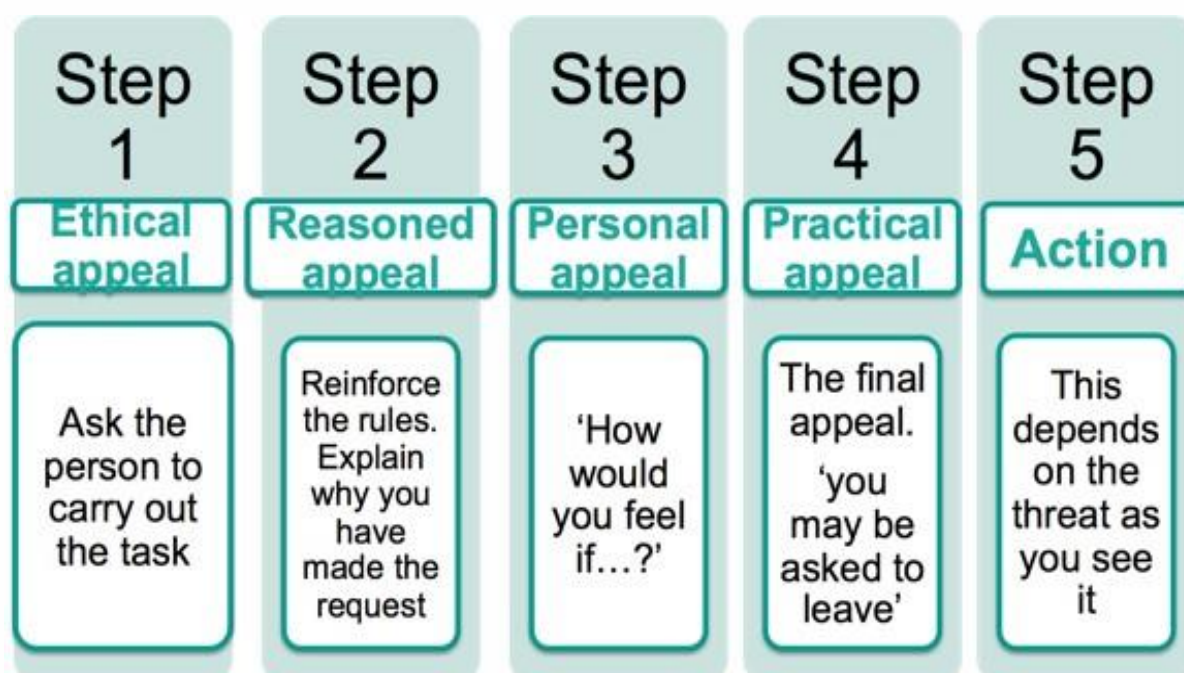 Step
1
Ethical
appeal
Ask the
person to
carry out
the task
Step
2
Reasoned
appeal
Reinforce
the rules.
Explain
why you
have
made the
request
Step
3
Personal
appeal
‘How
would
you feel
if…?’
Step
4
Practical
appeal
The final
appeal.
‘you
may be
asked to
leave’
Step
5
Action
This
depends
on the
threat as
you see
it